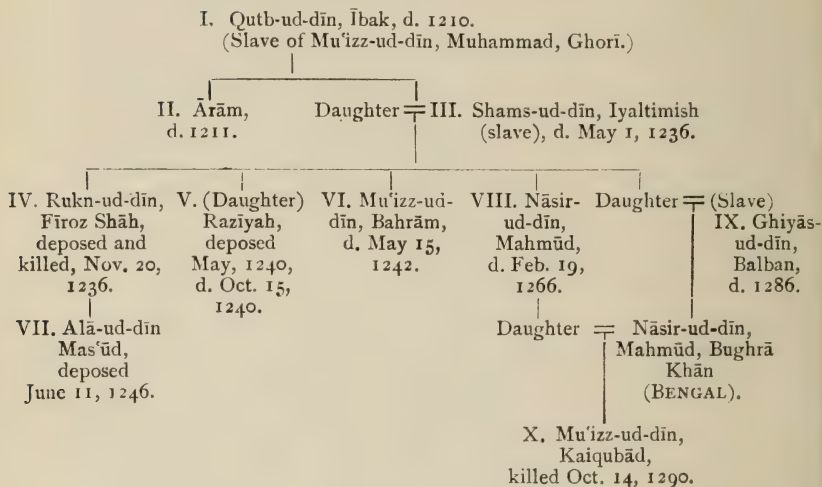 I. Qutb-ud-dīn, Ībak, d. 1210.
(Slave of Mu'izz-ud-dīn, Muhammad, Ghorī.)
II. Ārām,
d. 1211.
Daughter = III. Shams-ud-dīn, Iyaltimish
(slave), d. May 1, 1236.
IV. Rukn-ud-dīn,
Fīroz Shāh,
deposed and
killed, Nov. 20,
1236.
V. (Daughter)
Razīyah,
deposed
May, 1240,
d. Oct. 15,
1240.
VI. Mu'izz-ud-
dīn, Bahrām,
d. May 15,
1242.
VIII. Nāsir-
ud-dīn,
Mahmūd,
d. Feb. 19,
1266.
Daughter = (Slave)
IX. Ghiyās-
ud-dīn,
Balban,
d. 1286.
VII. Alā-ud-dīn
Mas'ūd,
deposed
June 11, 1246.
Daughter = Nāsir-ud-dīn,
Mahmūd, Bughrā
Khān
(BENGAL).
X. Mu'izz-ud-dīn,
Kaiqubād,
killed Oct. 14, 1290.